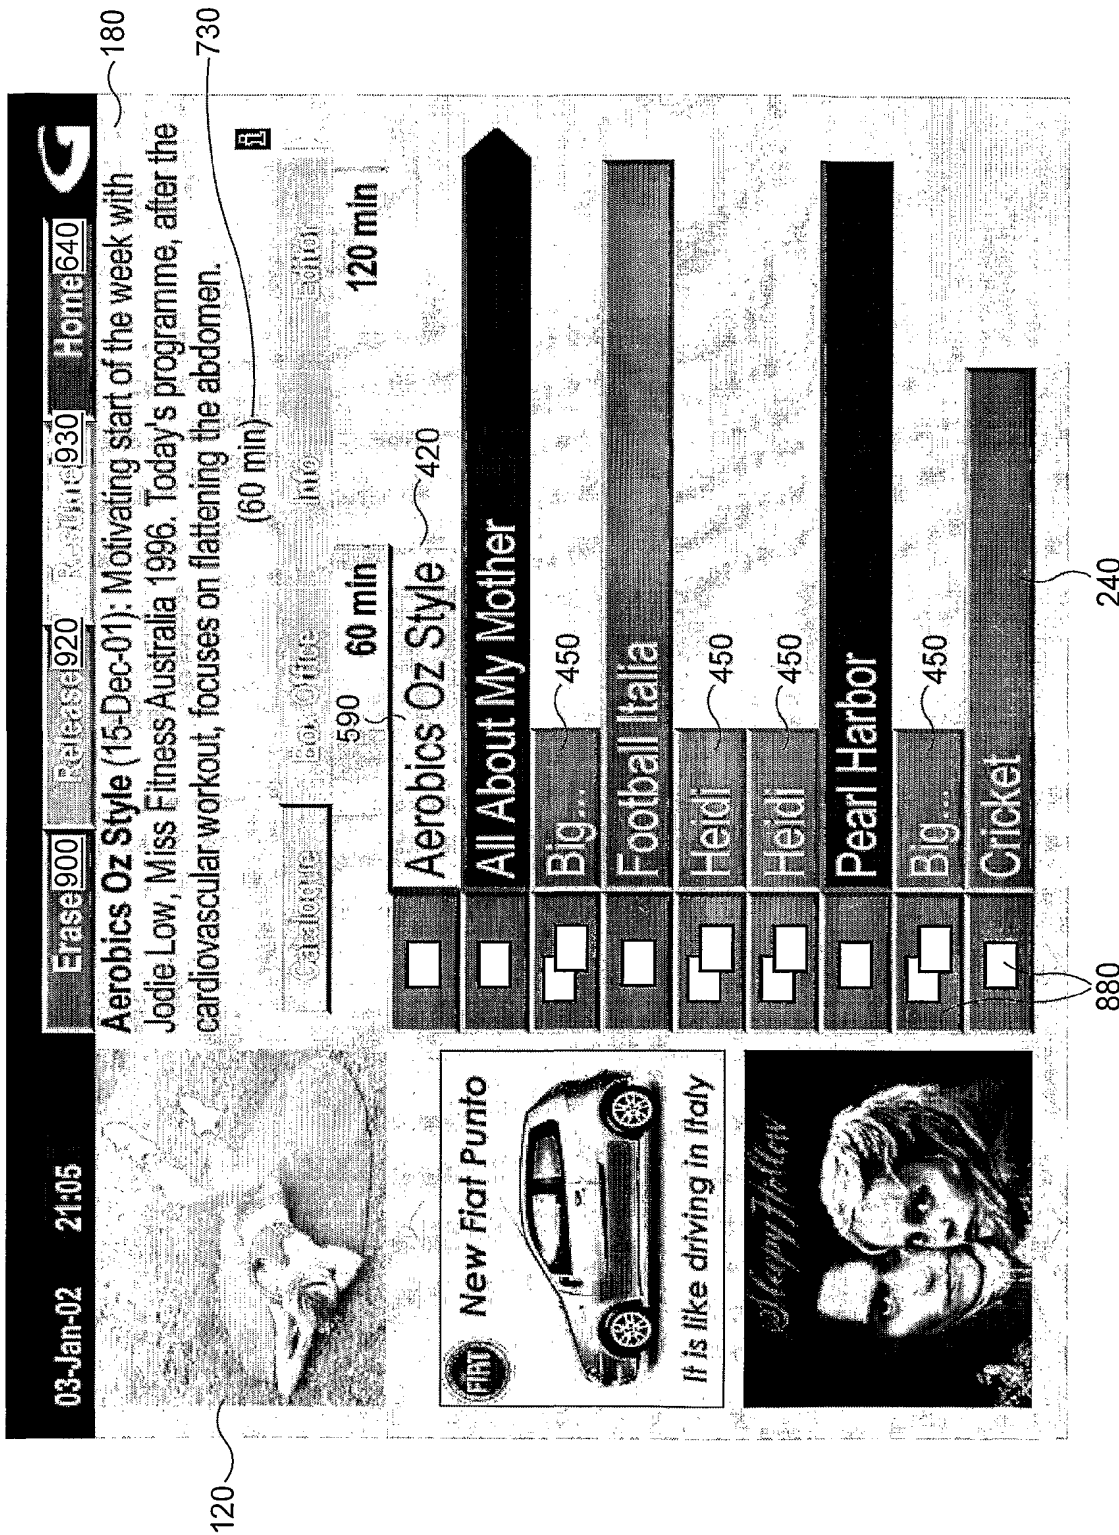 03-Jan-02 21:05
Erase 900 Release 920 Resume 930 Home 640
Aerobics Oz Style (15-Dec-01): Motivating start of the week with
Jodie Low, Miss Fitness Australia 1996. Today's programme, after the
cardiovascular workout, focuses on flattening the abdomen.
(60 min)
i
Catalogue Box Office Info Editor
60 min 120 min
Aerobics Oz Style
All About My Mother
Big...
Football Italia
Heidi
Heidi
Pearl Harbor
Big...
Cricket
FIAT New Fiat Punto
It is like driving in Italy
Sleepy Hollow
120
180
730
590
420
450
450
450
450
880
240